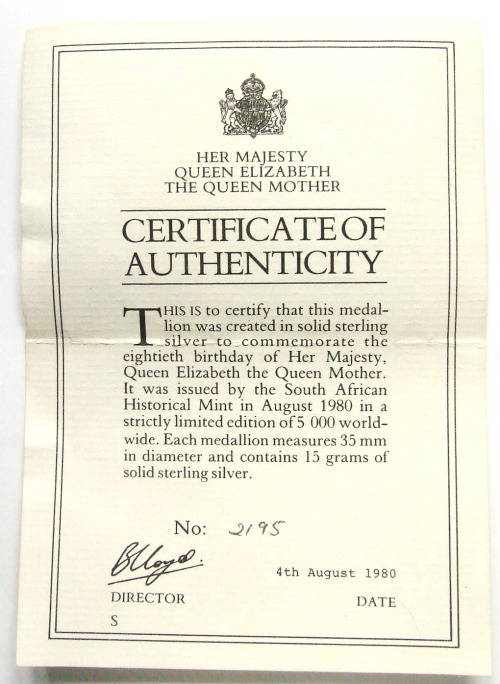 HER MAJESTY
QUEEN ELIZABETH
THE QUEEN MOTHER
CERTIFICATE OF
AUTHENTICITY
THIS IS to certify that this medal-
lion was created in solid sterling
silver to commemorate the
eightieth birthday of Her Majesty,
Queen Elizabeth the Queen Mother.
It was issued by the South African
Historical Mint in August 1980 in a
strictly limited edition of 5 000 world-
wide. Each medallion measures 35 mm
in diameter and contains 15 grams of
solid sterling silver.
No: 2195
4th August 1980
DIRECTOR DATE
S